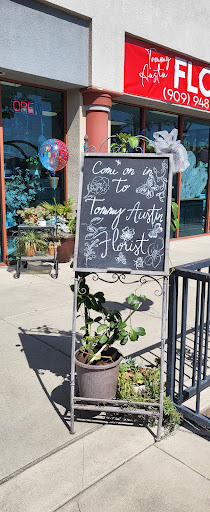 OPE
Tommy
Austin
FLO
(909) 948
Come on in
to
Tommy Austin
Florist